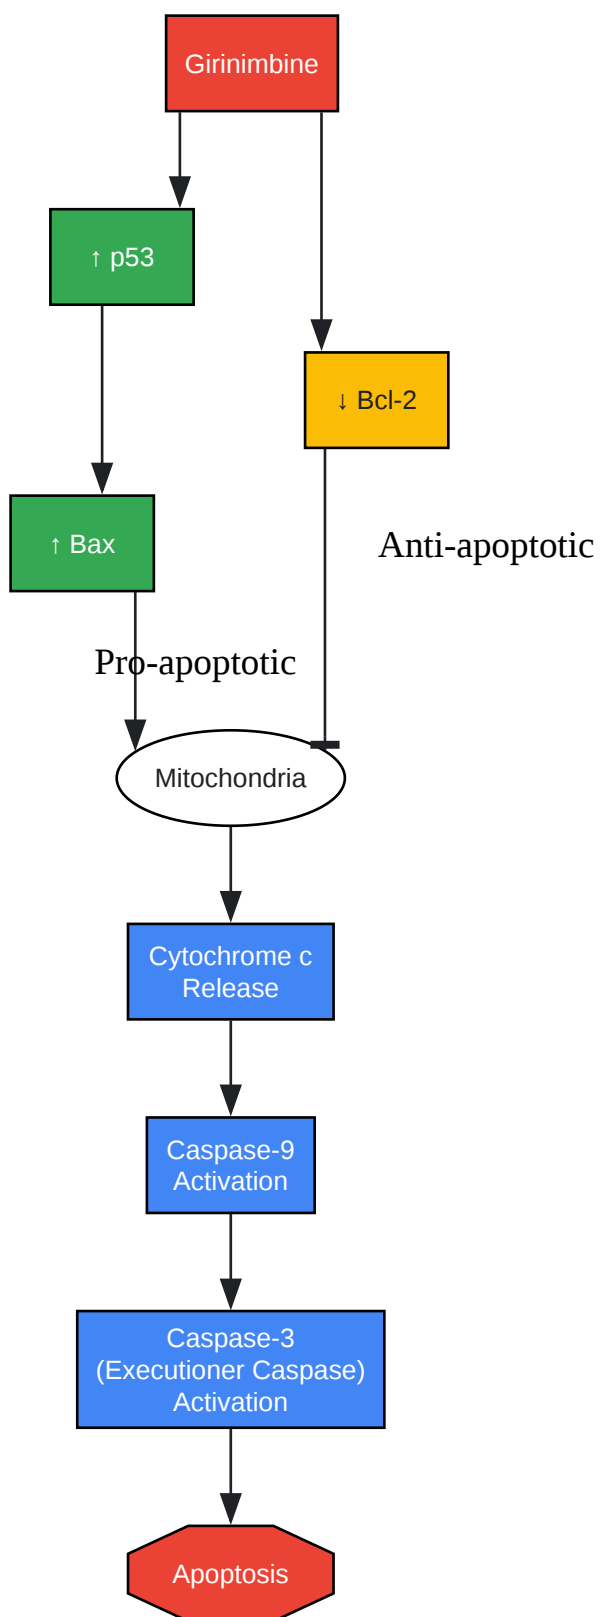 Girinimbine
↑ p53
↓ Bcl-2
↑ Bax
Anti-apoptotic
Pro-apoptotic
Mitochondria
Cytochrome c
Release
Caspase-9
Activation
Caspase-3
(Executioner Caspase)
Activation
Apoptosis